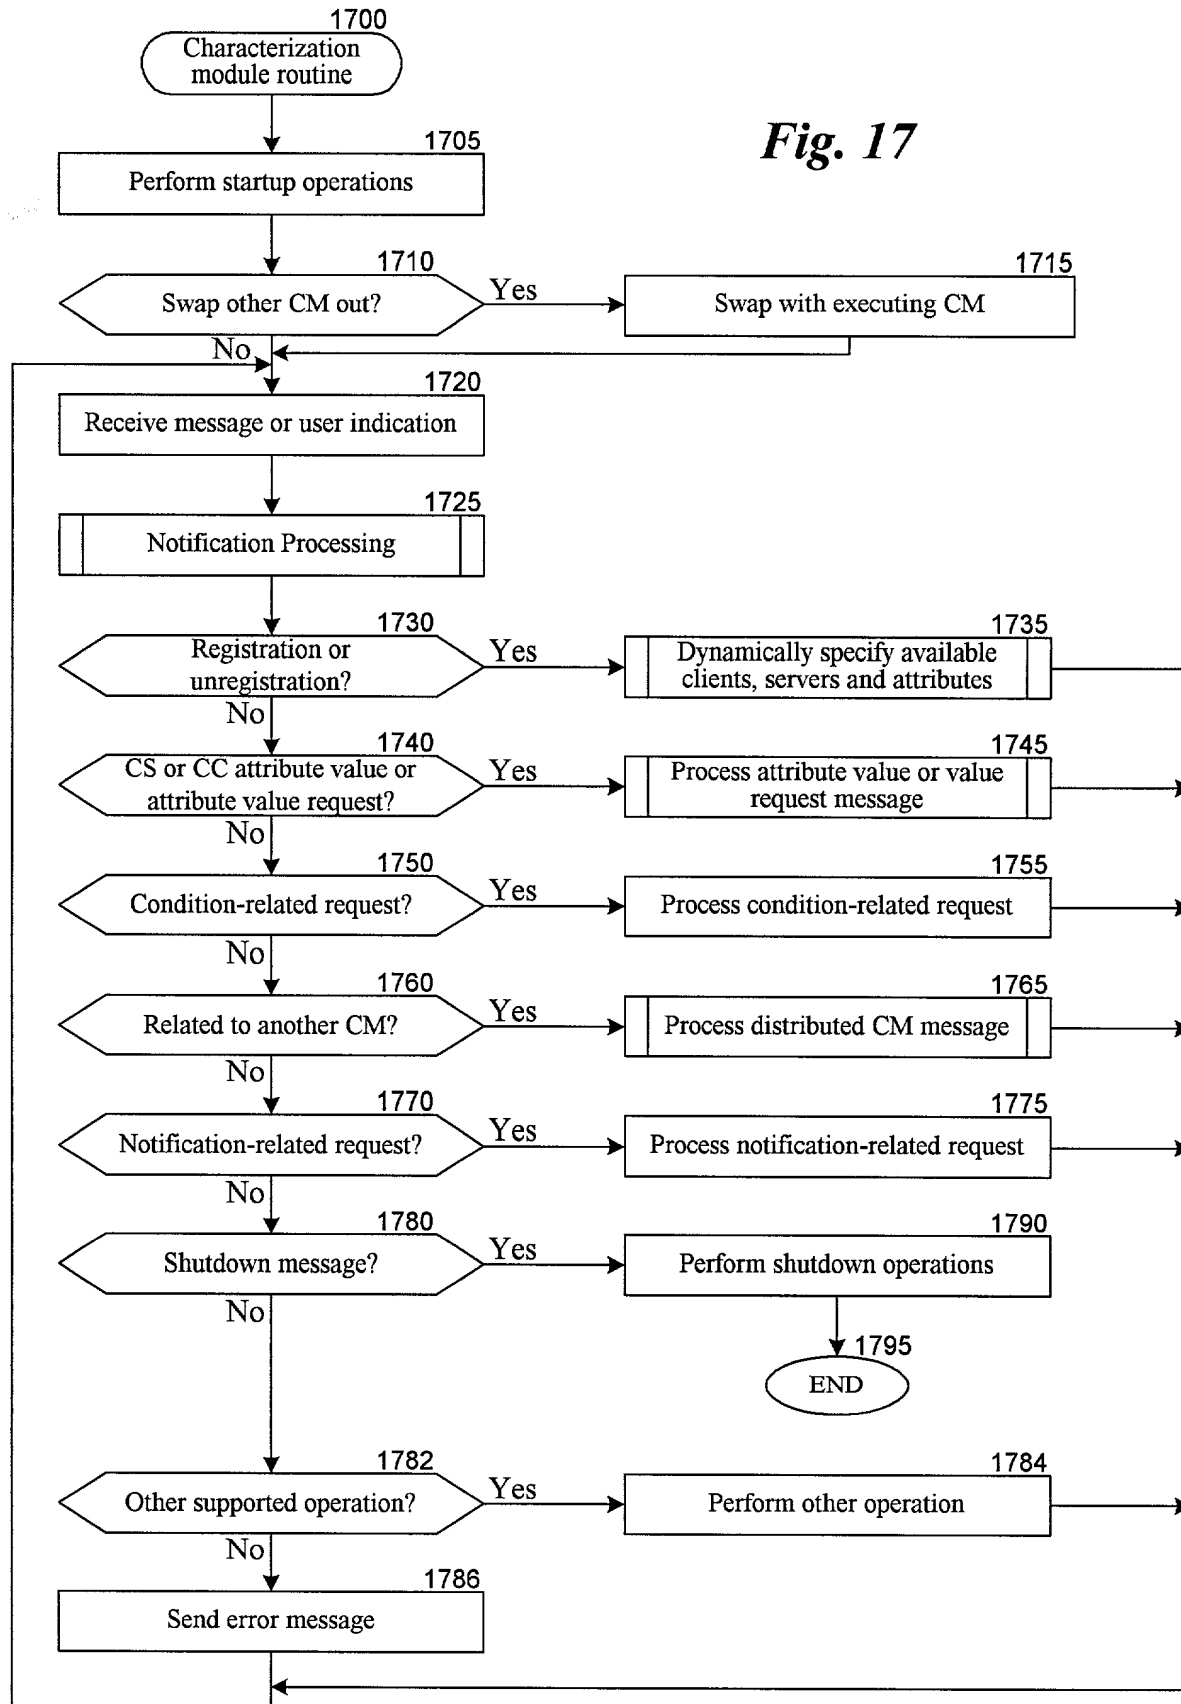 1700
Characterization
module routine
Fig. 17
1705
Perform startup operations
1710
Swap other CM out?
Yes
1715
Swap with executing CM
No
1720
Receive message or user indication
1725
Notification Processing
1730
Registration or
unregistration?
Yes
1735
Dynamically specify available
clients, servers and attributes
No
1740
CS or CC attribute value or
attribute value request?
Yes
1745
Process attribute value or value
request message
No
1750
Condition-related request?
Yes
1755
Process condition-related request
No
1760
Related to another CM?
Yes
1765
Process distributed CM message
No
1770
Notification-related request?
Yes
1775
Process notification-related request
No
1780
Shutdown message?
Yes
1790
Perform shutdown operations
No
1795
END
1782
Other supported operation?
Yes
1784
Perform other operation
No
1786
Send error message